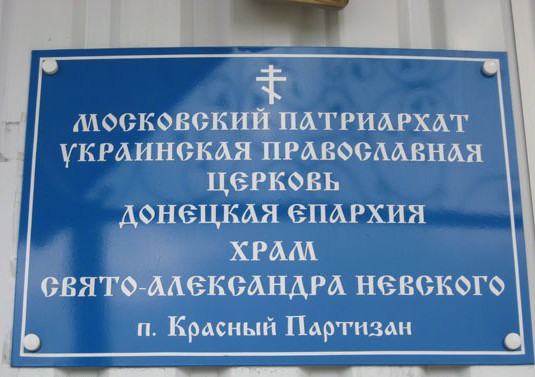 МОСКОВСКИЙ ПАТРИАРХАТ
УКРАИНСКАЯ ПРАВОСЛАВНАЯ
ЦЕРКОВЬ
ДОНЕЦКАЯ ЕПАРХИЯ
ХРАМ
СВЯТО-АЛЕКСАНДРА НЕВСКОГО
п. Красный Партизан